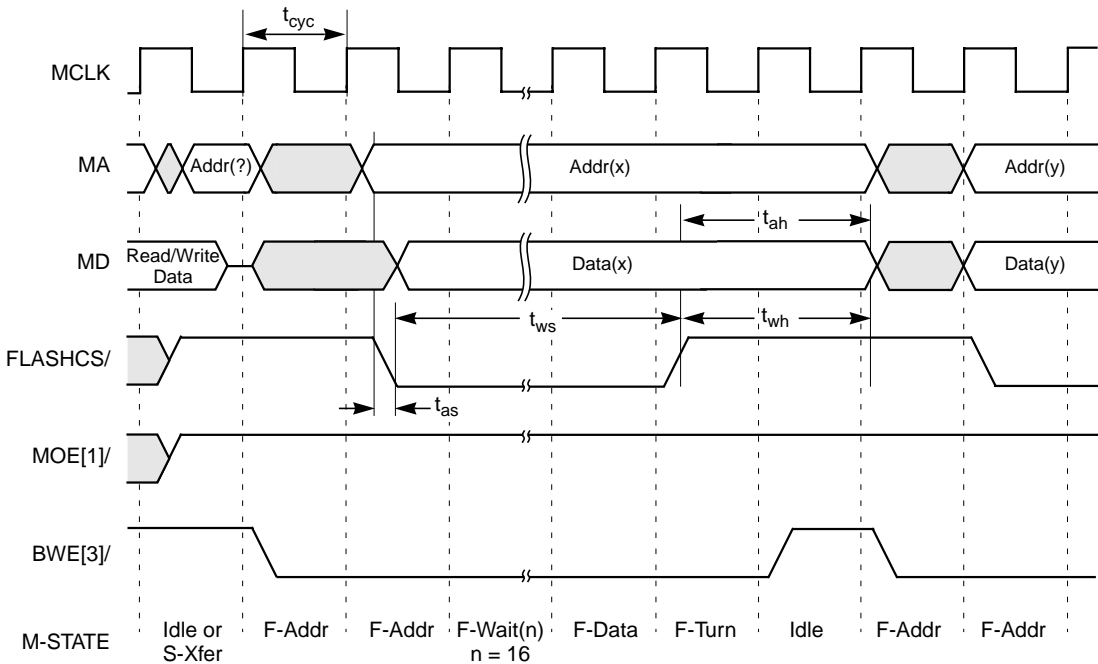 tcyc
MCLK
MA
Addr(?)
Addr(x)
Addr(y)
tah
MD
Read/Write
Data
Data(x)
Data(y)
tws
twh
FLASHCS/
tas
MOE[1]/
BWE[3]/
M-STATE
Idle or
S-Xfer
F-Addr
F-Addr
F-Wait(n)
n = 16
F-Data
F-Turn
Idle
F-Addr
F-Addr